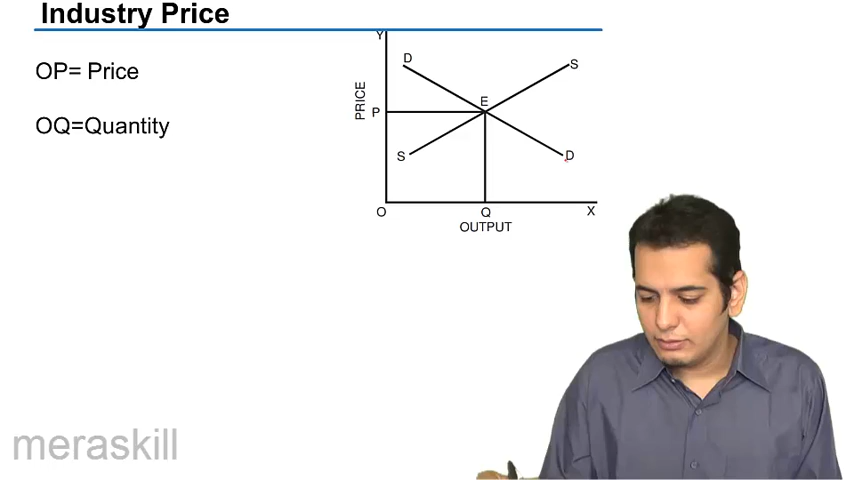 Industry Price
OP= Price
OQ=Quantity
Y
D
S
PRICE
P
E
S
D
O
Q
X
OUTPUT
meraskill